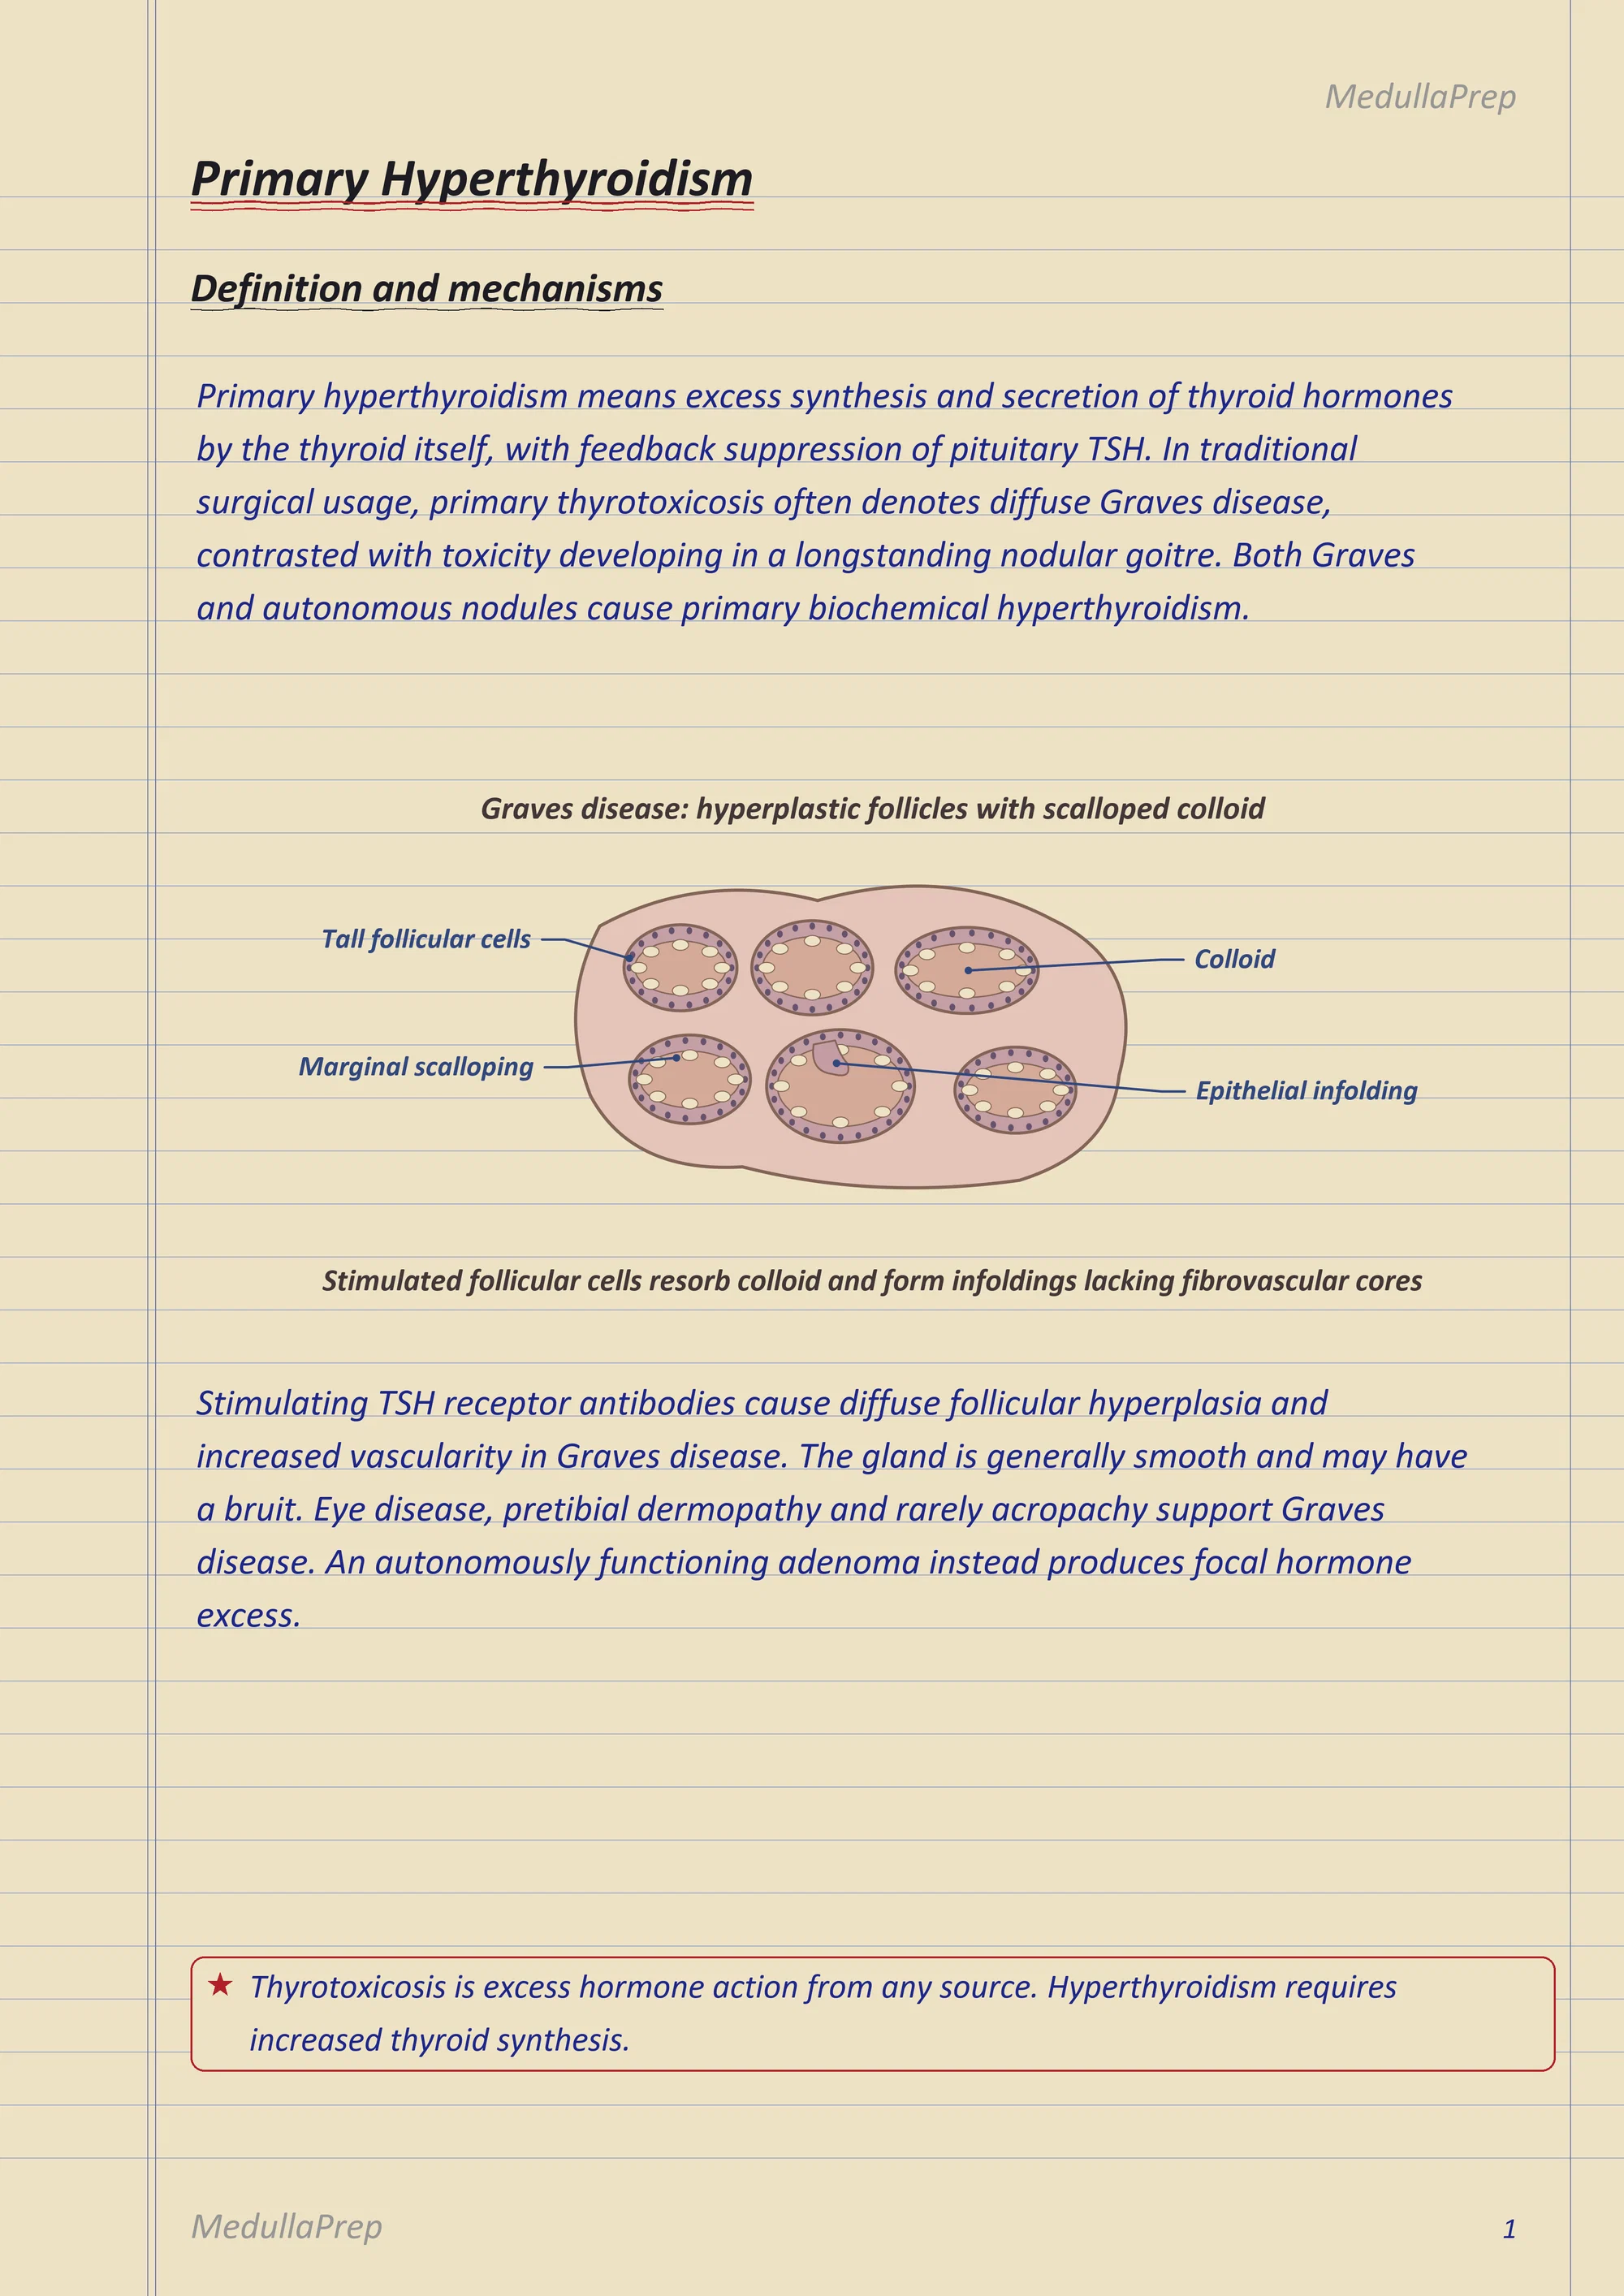 MedullaPrep
Primary Hyperthyroidism
Definition and mechanisms
Primary hyperthyroidism means excess synthesis and secretion of thyroid hormones
by the thyroid itself, with feedback suppression of pituitary TSH. In traditional
surgical usage, primary thyrotoxicosis often denotes diffuse Graves disease,
contrasted with toxicity developing in a longstanding nodular goitre. Both Graves
and autonomous nodules cause primary biochemical hyperthyroidism.
Graves disease: hyperplastic follicles with scalloped colloid
Tall follicular cells
Colloid
Marginal scalloping
Epithelial infolding
Stimulated follicular cells resorb colloid and form infoldings lacking fibrovascular cores
Stimulating TSH receptor antibodies cause diffuse follicular hyperplasia and
increased vascularity in Graves disease. The gland is generally smooth and may have
a bruit. Eye disease, pretibial dermopathy and rarely acropachy support Graves
disease. An autonomously functioning adenoma instead produces focal hormone
excess.
★ Thyrotoxicosis is excess hormone action from any source. Hyperthyroidism requires
increased thyroid synthesis.
MedullaPrep
1